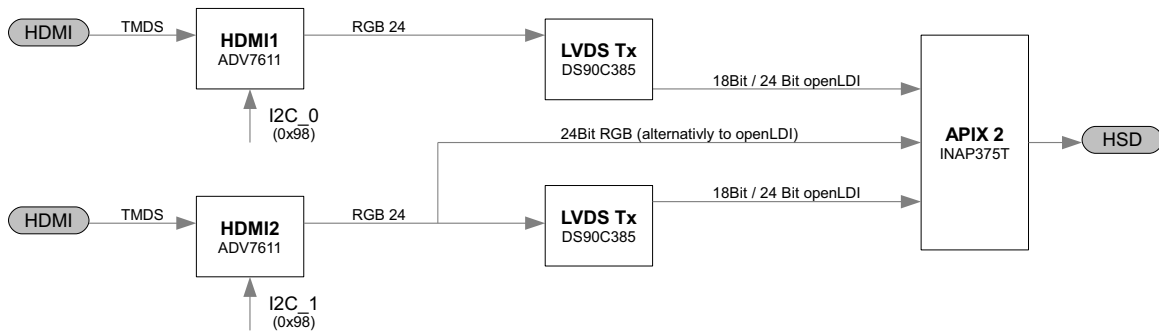 HDMI
TMDS
HDMI1
ADV7611
RGB 24
LVDS Tx
DS90C385
18Bit / 24 Bit openLDI
I2C_0
(0x98)
24Bit RGB (alternativly to openLDI)
APIX 2
INAP375T
HSD
HDMI
TMDS
HDMI2
ADV7611
RGB 24
LVDS Tx
DS90C385
18Bit / 24 Bit openLDI
I2C_1
(0x98)